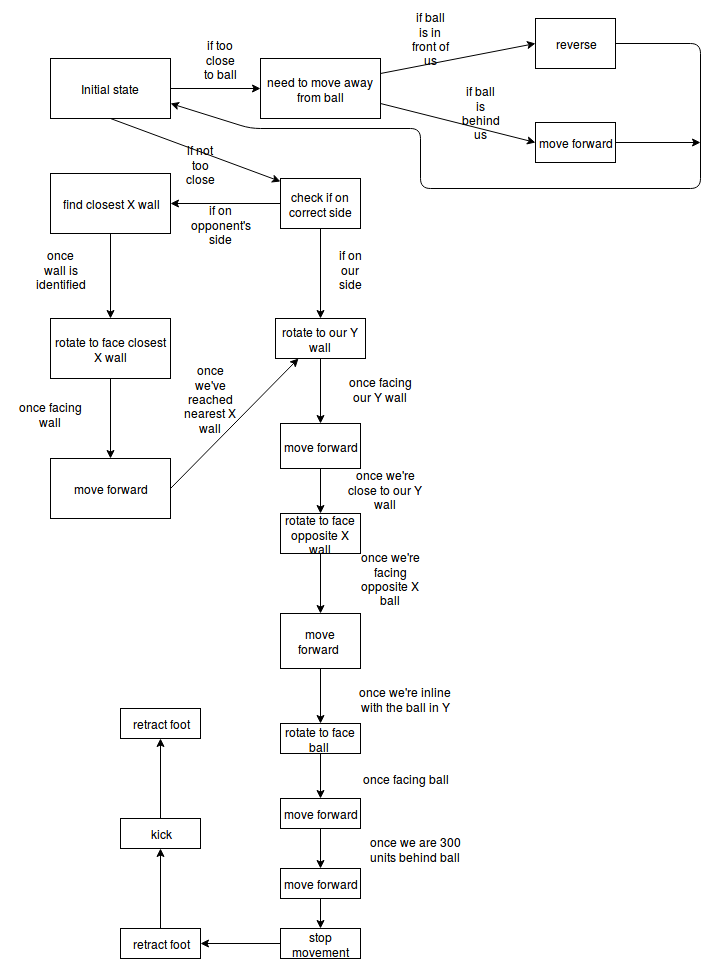 if ball
is in
front of
us
if too
close
to ball
reverse
Initial state
need to move away
from ball
if ball
is
behind
us
move forward
if not
too
close
find closest X wall
check if on
correct side
if on
opponent's
side
once
wall is
identified
if on
our
side
rotate to face closest
X wall
rotate to our Y
wall
once
we've
reached
nearest X
wall
once facing
our Y wall
once facing
wall
move forward
move forward
once we're
close to our Y
wall
rotate to face
opposite X
wall
once we're
facing
opposite X
ball
move
forward
once we're inline
with the ball in Y
retract foot
rotate to face
ball
once facing ball
move forward
kick
once we are 300
units behind ball
move forward
retract foot
stop
movement